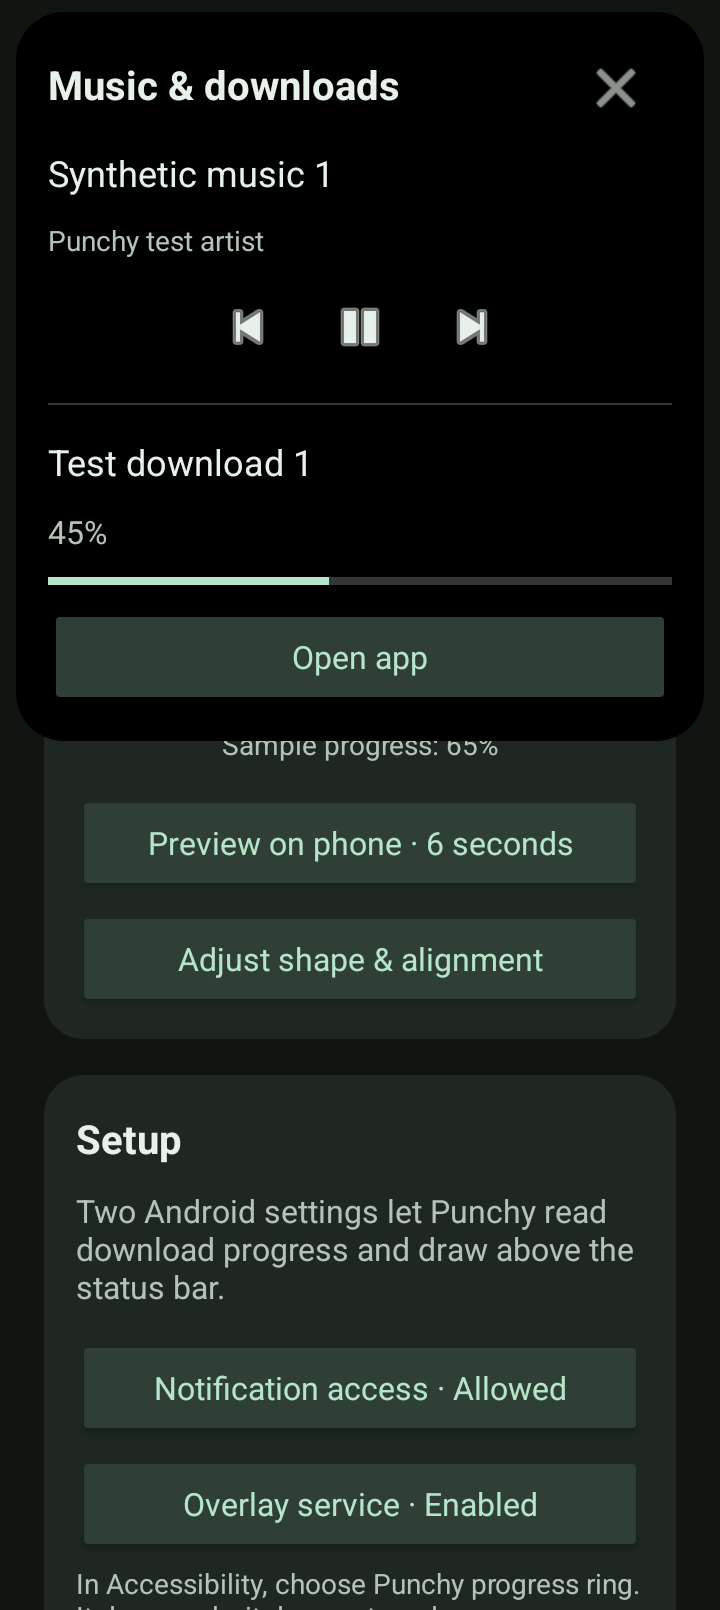 Music & downloads
Synthetic music 1
Punchy test artist
Test download 1
45%
Open app
Sample progress: 65%
Preview on phone · 6 seconds
Adjust shape & alignment
Setup
Two Android settings let Punchy read
download progress and draw above the
status bar.
Notification access · Allowed
Overlay service · Enabled
In Accessibility, choose Punchy progress ring.